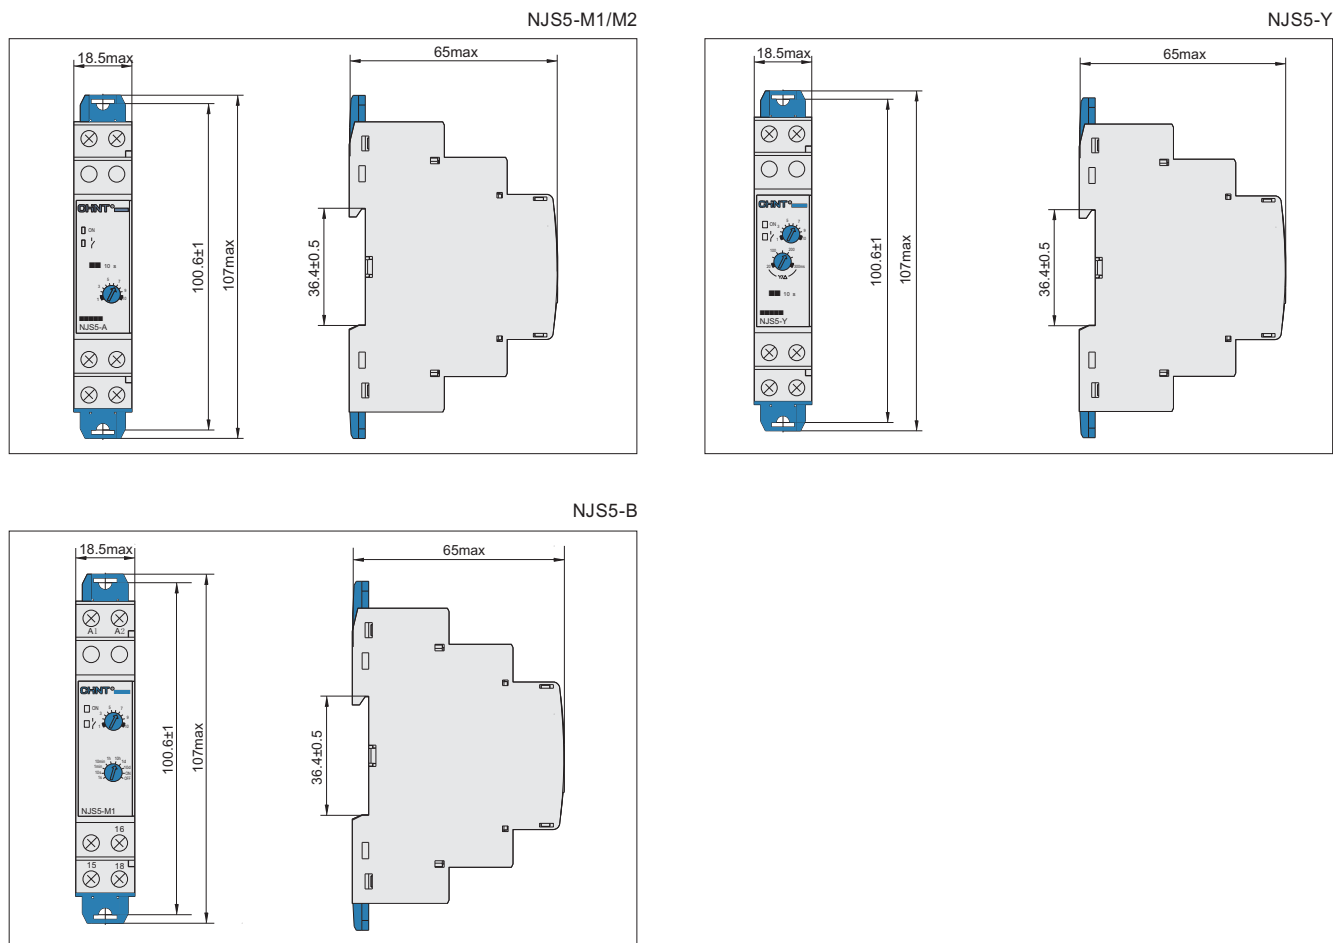 NJS5-M1/M2
18.5max
65max
CHNT
ON
10 s
NJS5-A
100.6±1
107max
36.4±0.5
NJS5-Y
18.5max
65max
CHNT
ON
10 s
NJS5-Y
100.6±1
107max
36.4±0.5
NJS5-B
18.5max
65max
A1 A2
CHNT
ON
NJS5-M1
16
15 18
100.6±1
107max
36.4±0.5